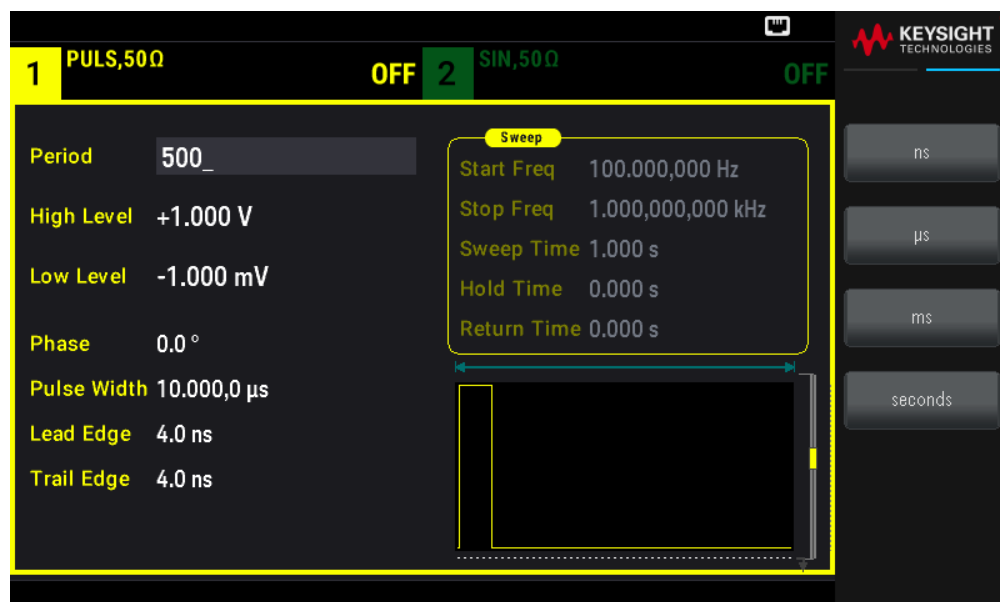 KEYSIGHT
TECHNOLOGIES
1 PULS,50Ω OFF
2 SIN,50Ω OFF
Period 500_
High Level +1.000 V
Low Level -1.000 mV
Phase 0.0 °
Pulse Width 10.000,0 µs
Lead Edge 4.0 ns
Trail Edge 4.0 ns
Sweep
Start Freq 100.000,000 Hz
Stop Freq 1.000,000,000 kHz
Sweep Time 1.000 s
Hold Time 0.000 s
Return Time 0.000 s
ns
µs
ms
seconds